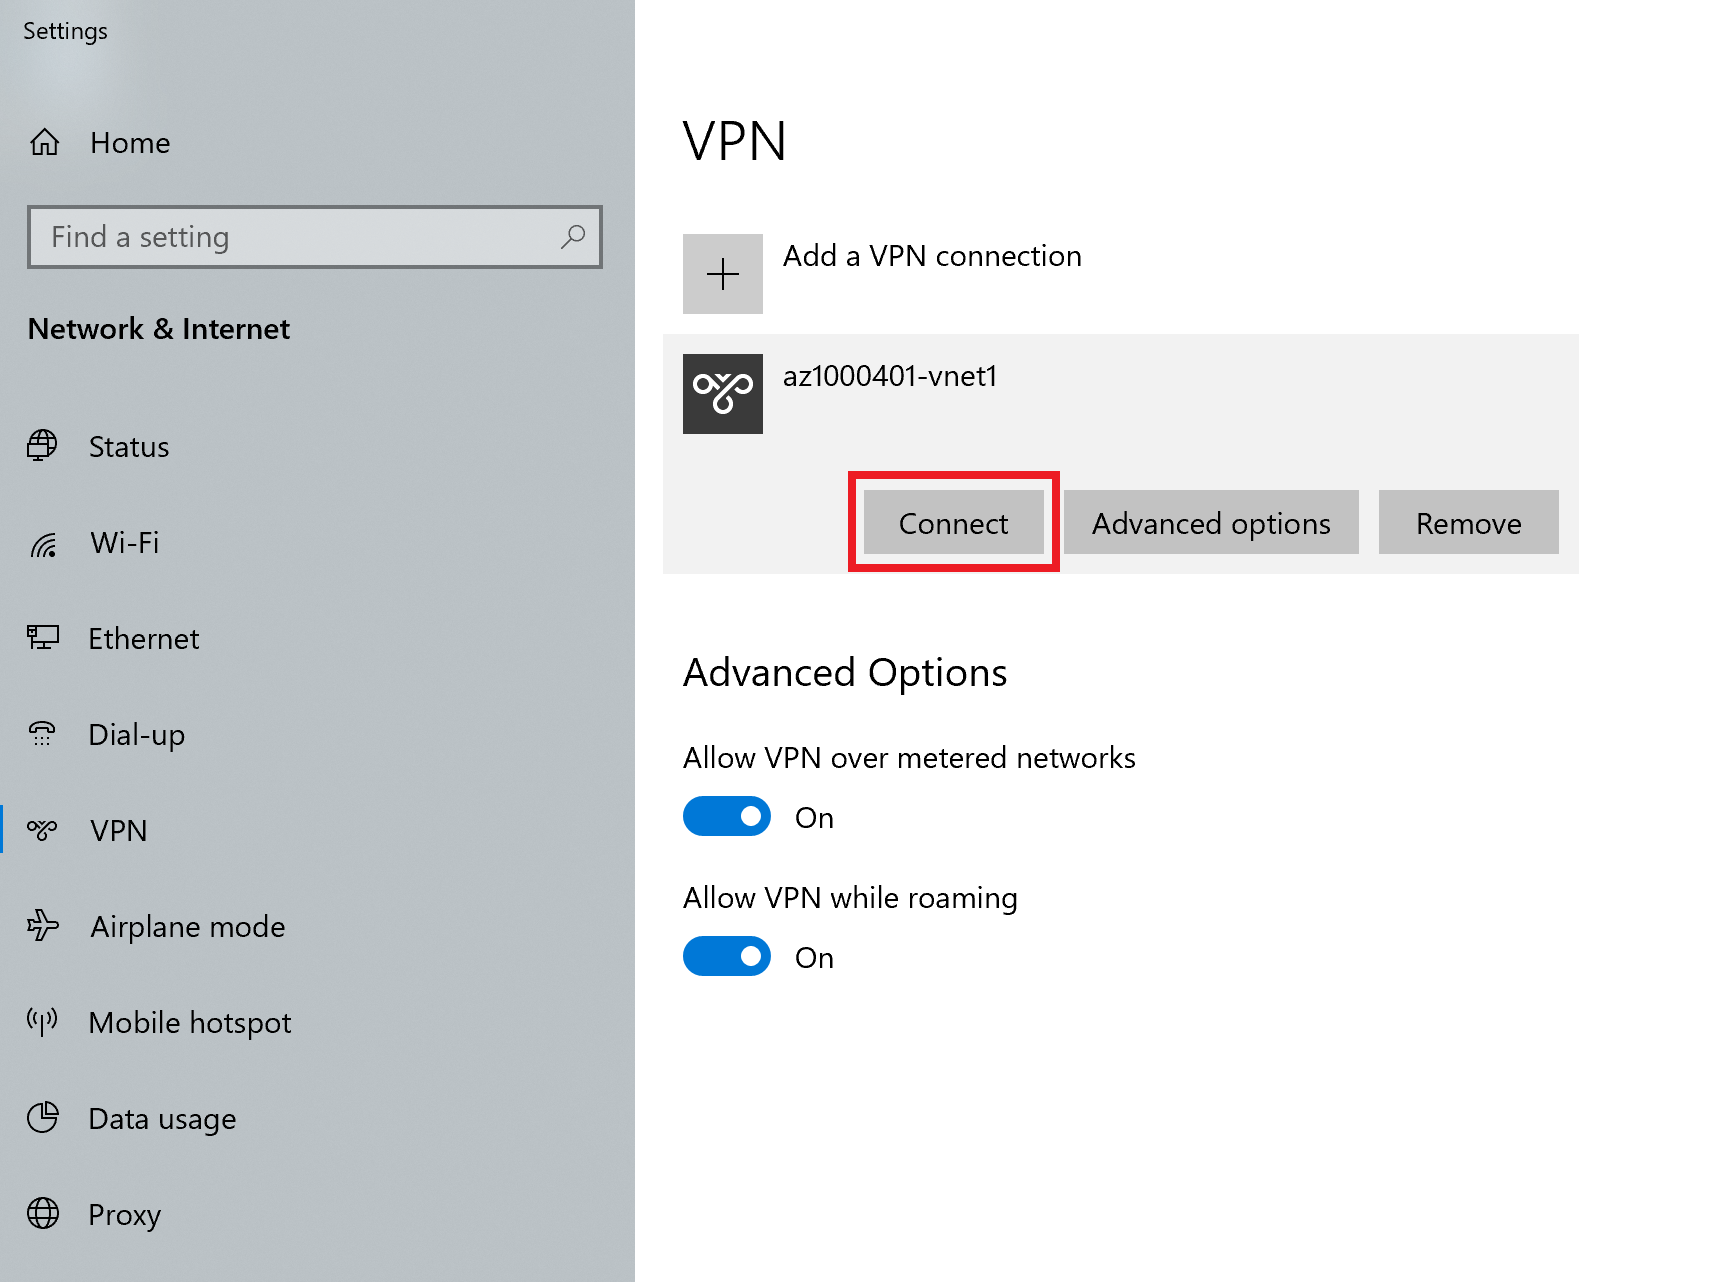 Settings
Home
Find a setting
Network & Internet
Status
Wi-Fi
Ethernet
Dial-up
VPN
Airplane mode
Mobile hotspot
Data usage
Proxy
VPN
Add a VPN connection
az1000401-vnet1
Connect
Advanced options
Remove
Advanced Options
Allow VPN over metered networks
On
Allow VPN while roaming
On